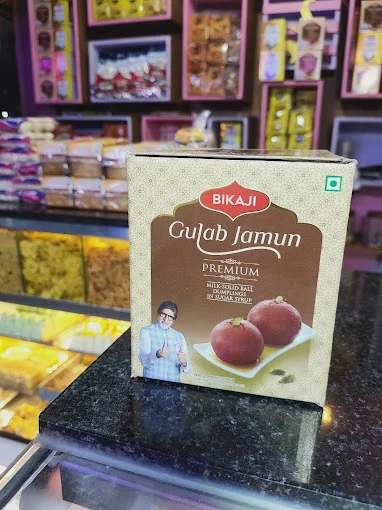 BIKAJI
Gulab Jamun
PREMIUM
MILK-SOLID BALL
DUMPLINGS
IN SUGAR SYRUP